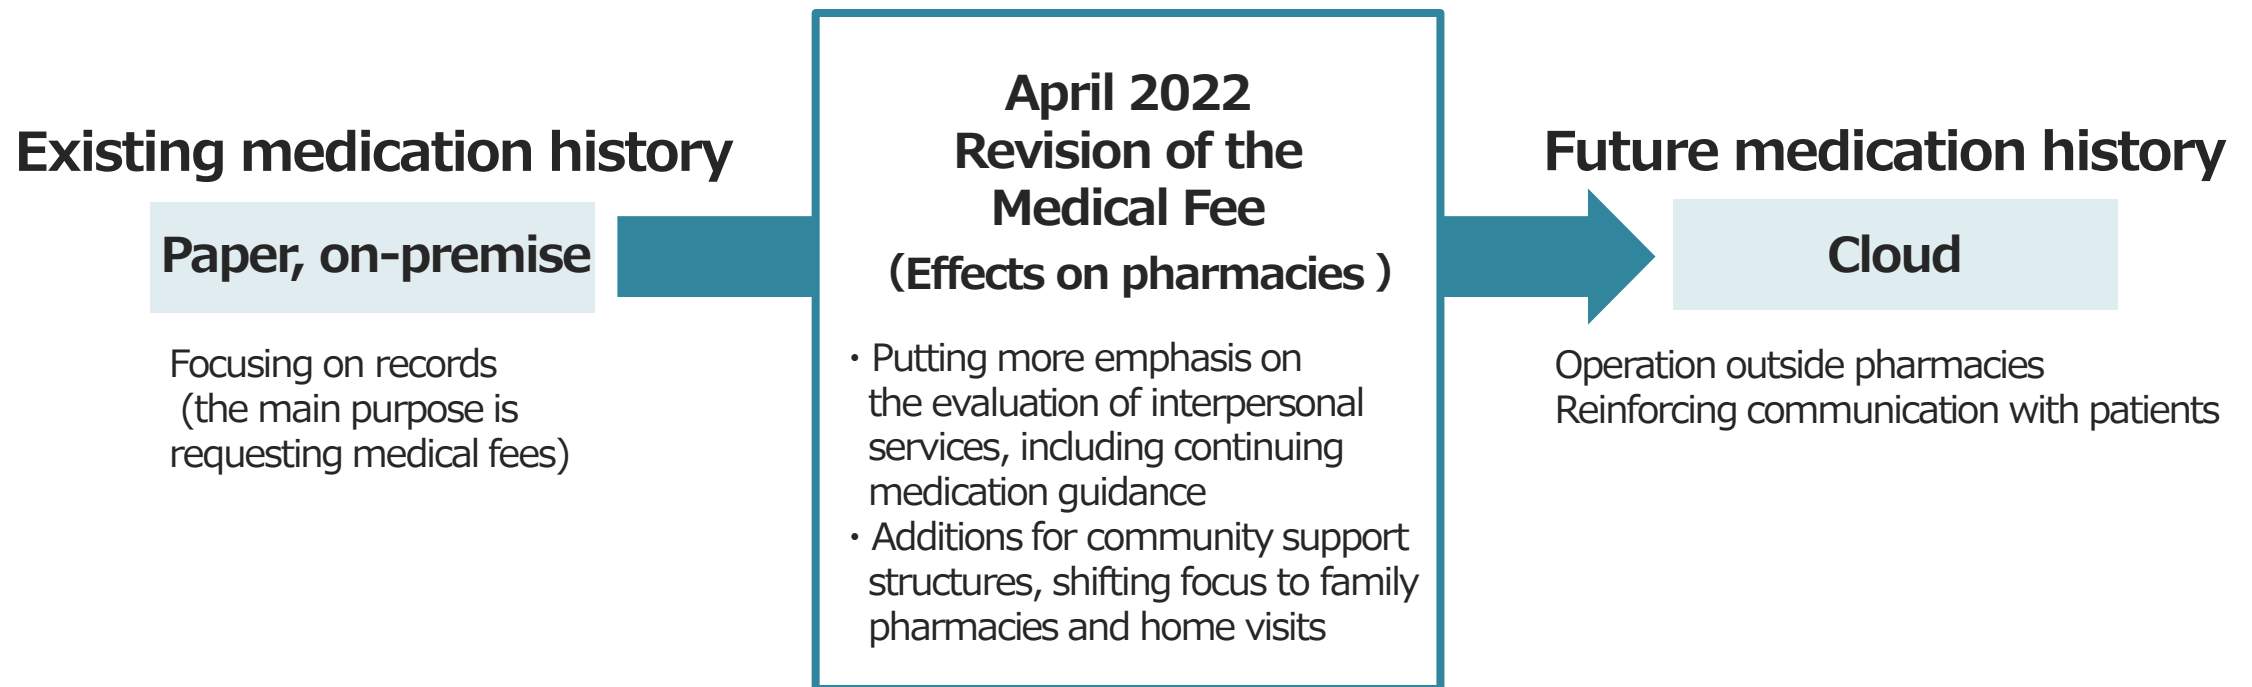 Existing medication history
Paper, on-premise
Focusing on records
(the main purpose is
requesting medical fees)
April 2022
Revision of the
Medical Fee
（Effects on pharmacies）
・Putting more emphasis on
the evaluation of interpersonal
services, including continuing
medication guidance
・Additions for community support
structures, shifting focus to family
pharmacies and home visits
Future medication history
Cloud
Operation outside pharmacies
Reinforcing communication with patients